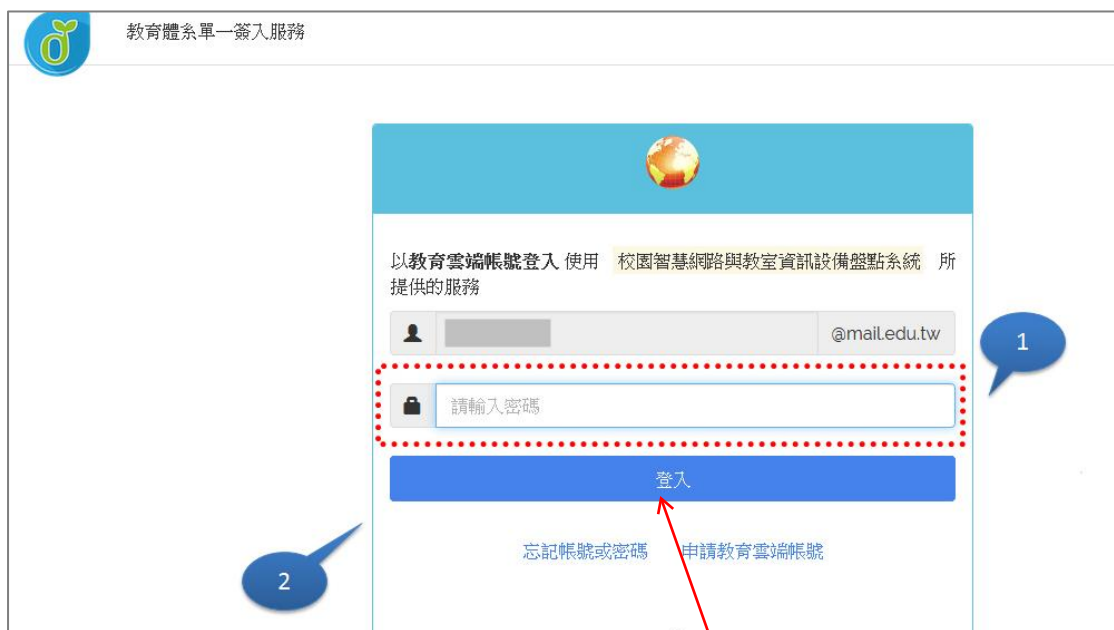 教育體系單一簽入服務
以教育雲端帳號登入 使用 校園智慧網路與教室資訊設備盤點系統 所
提供的服務
@mail.edu.tw
1
請輸入密碼
登入
忘記帳號或密碼 申請教育雲端帳號
2